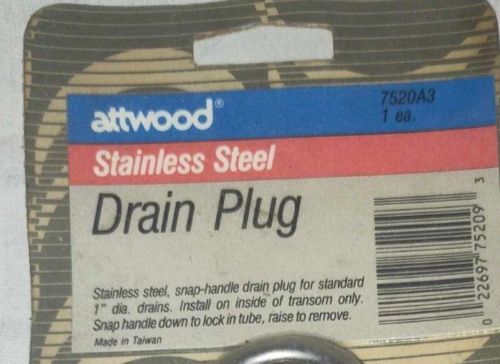 attwood®
7520A3
1 ea.
Stainless Steel
Drain Plug
Stainless steel, snap-handle drain plug for standard
1" dia. drains. Install on inside of transom only.
Snap handle down to lock in tube, raise to remove.
Made in Taiwan
0 22697 75209 3